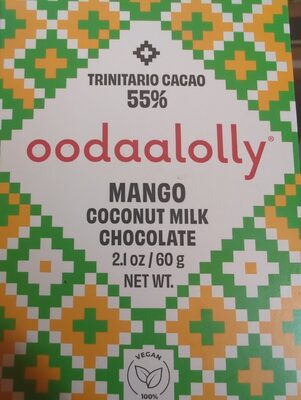 TRINITARIO CACAO
55%
oodaalolly®
MANGO
COCONUT MILK
CHOCOLATE
2.1 oz / 60 g
NET WT.
VEGAN
100%